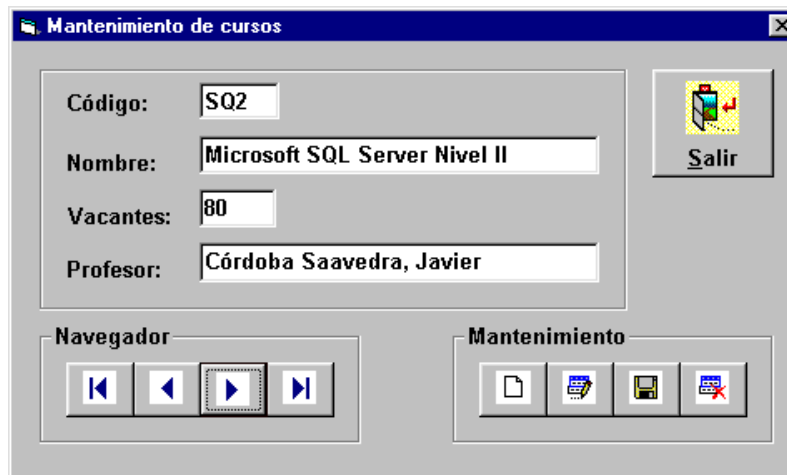 Mantenimiento de cursos
Código: SQ2
Nombre: Microsoft SQL Server Nivel II
Vacantes: 80
Profesor: Córdoba Saavedra, Javier
Salir
Navegador
Mantenimiento